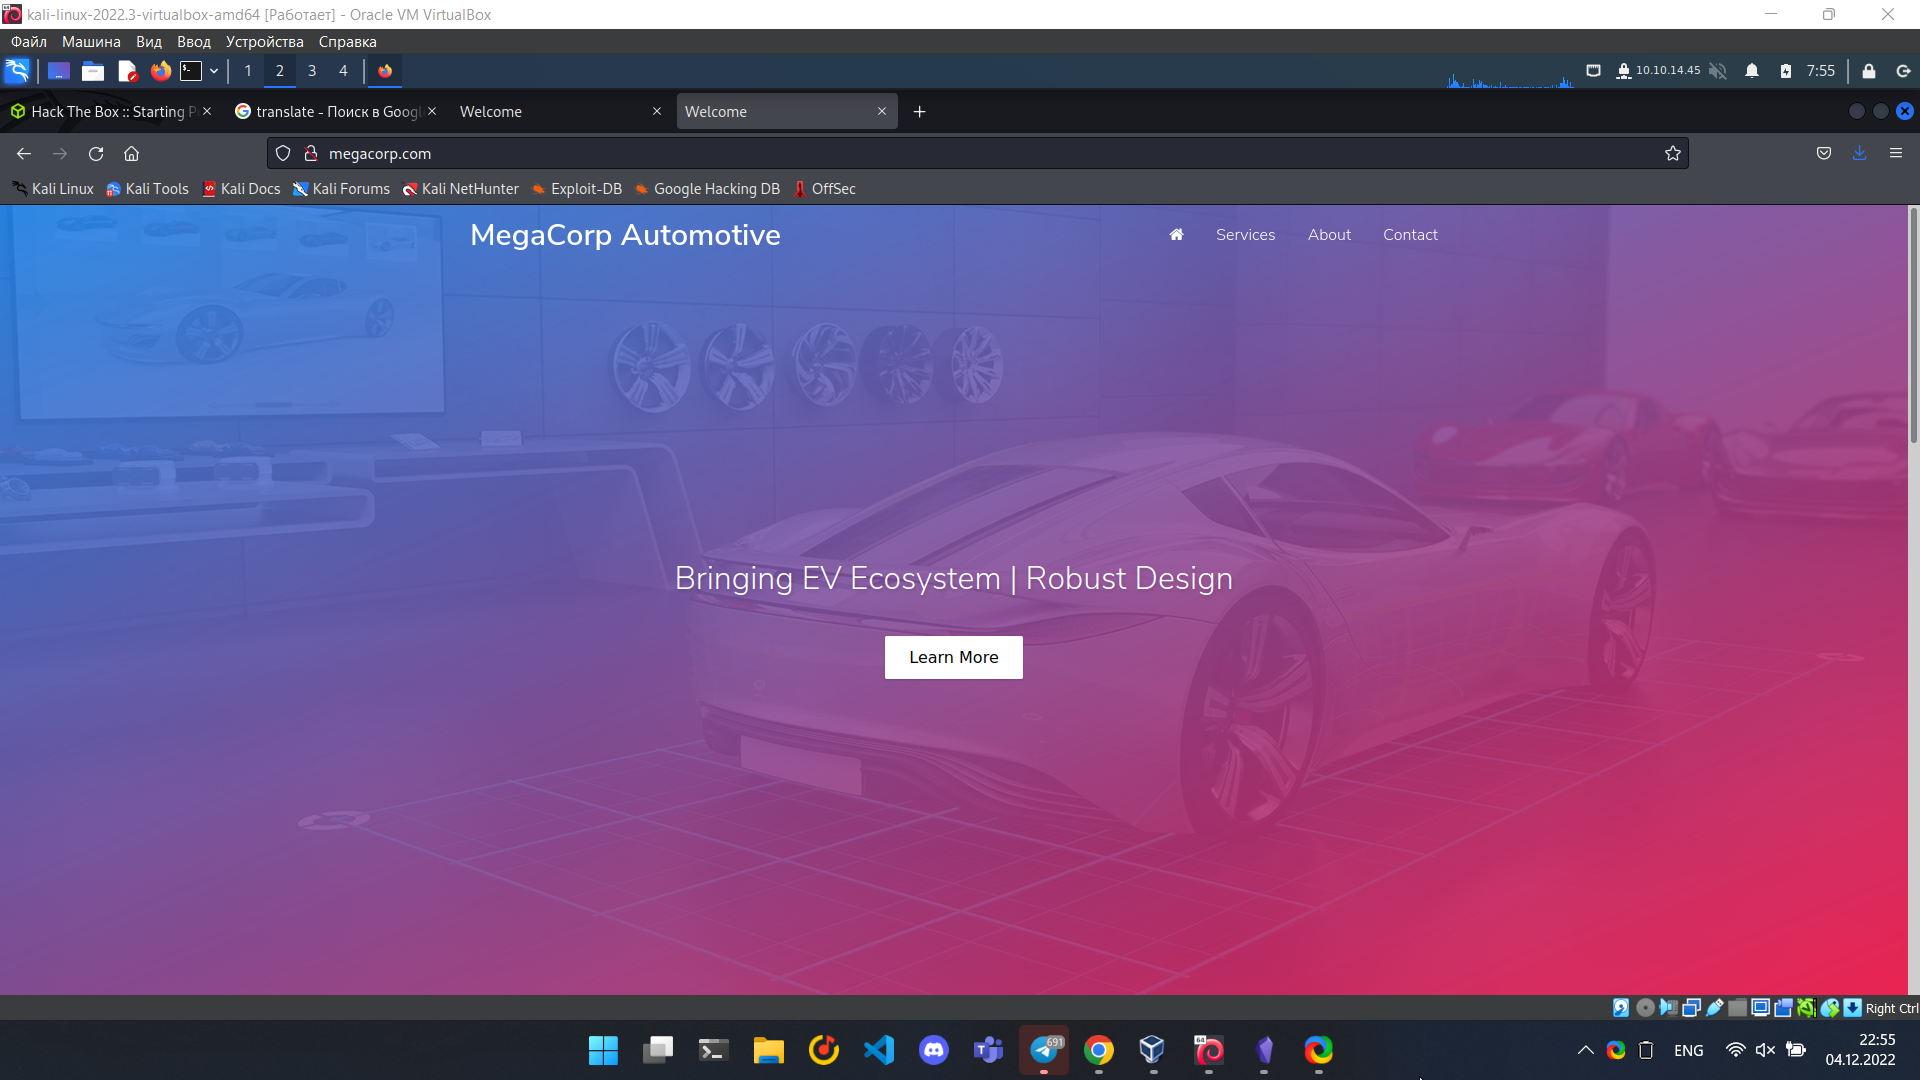 kali-linux-2022.3-virtualbox-amd64 [Работает] - Oracle VM VirtualBox
Файл Машина Вид Ввод Устройства Справка
1 2 3 4 10.10.14.45 7:55
Hack The Box :: Starting P translate - Поиск в Googl Welcome Welcome
megacorp.com
Kali Linux Kali Tools Kali Docs Kali Forums Kali NetHunter Exploit-DB Google Hacking DB OffSec
MegaCorp Automotive Services About Contact
Bringing EV Ecosystem | Robust Design
Learn More
Right Ctrl
691
64
ENG
22:55
04.12.2022